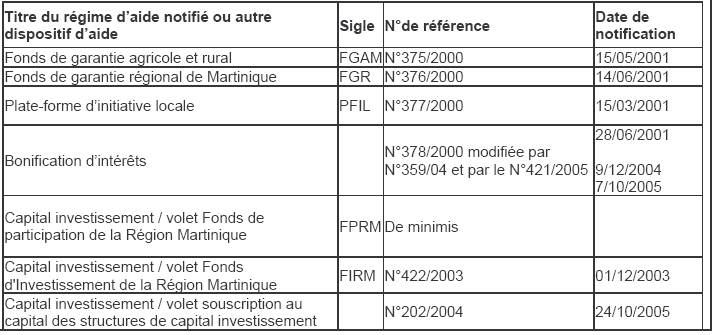 Titre du régime d'aide notifié ou autre dispositif d'aide | Sigle | N°de référence | Date de notification
Fonds de garantie agricole et rural | FGAM | N°375/2000 | 15/05/2001
Fonds de garantie régional de Martinique | FGR | N°376/2000 | 14/06/2001
Plate-forme d'initiative locale | PFIL | N°377/2000 | 15/03/2001
Bonification d'intérêts | | N°378/2000 modifiée par N°359/04 et par le N°421/2005 | 28/06/2001 9/12/2004 7/10/2005
Capital investissement / volet Fonds de participation de la Région Martinique | FPRM | De minimis |
Capital investissement / volet Fonds d'Investissement de la Région Martinique | FIRM | N°422/2003 | 01/12/2003
Capital investissement / volet souscription au capital des structures de capital investissement | | N°202/2004 | 24/10/2005